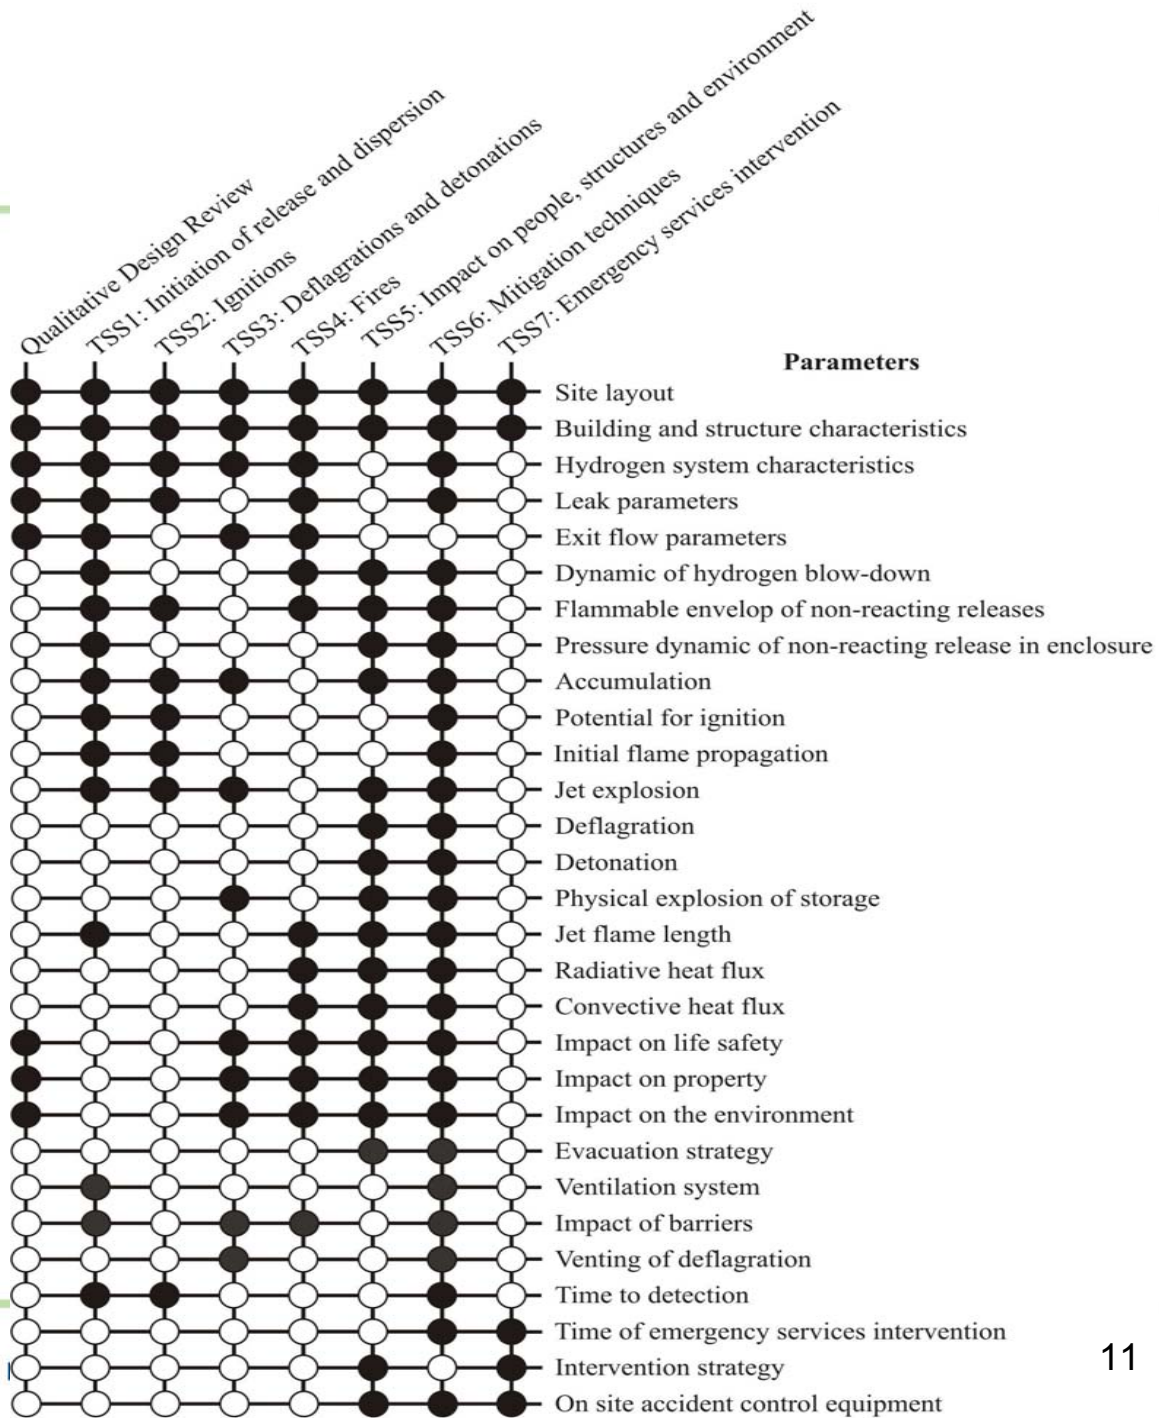 Qualitative Design Review
TSS1: Initiation of release and dispersion
TSS2: Ignitions
TSS3: Deflagrations and detonations
TSS4: Fires
TSS5: Impact on people, structures and environment
TSS6: Mitigation techniques
TSS7: Emergency services intervention
Parameters
Site layout
Building and structure characteristics
Hydrogen system characteristics
Leak parameters
Exit flow parameters
Dynamic of hydrogen blow-down
Flammable envelop of non-reacting releases
Pressure dynamic of non-reacting release in enclosure
Accumulation
Potential for ignition
Initial flame propagation
Jet explosion
Deflagration
Detonation
Physical explosion of storage
Jet flame length
Radiative heat flux
Convective heat flux
Impact on life safety
Impact on property
Impact on the environment
Evacuation strategy
Ventilation system
Impact of barriers
Venting of deflagration
Time to detection
Time of emergency services intervention
Intervention strategy
On site accident control equipment
11